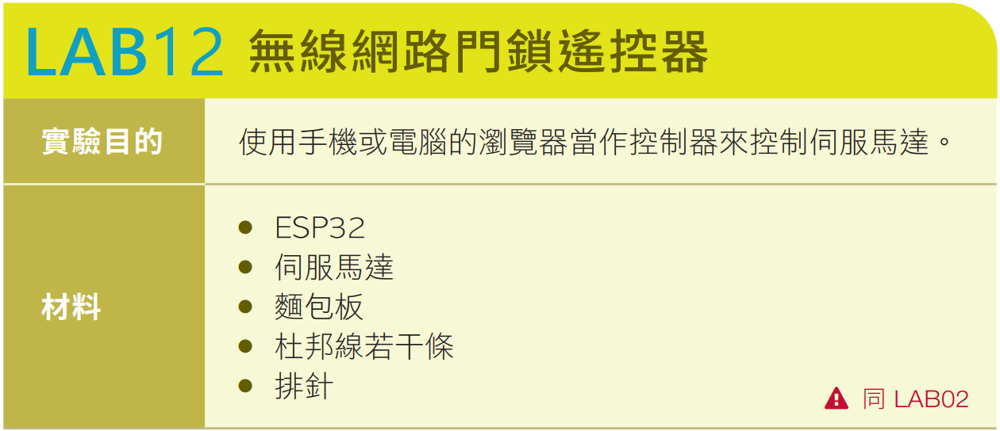 LAB12 無線網路門鎖遙控器
實驗目的
使用手機或電腦的瀏覽器當作控制器來控制伺服馬達。
材料
● ESP32
● 伺服馬達
● 麵包板
● 杜邦線若干條
● 排針
同 LAB02